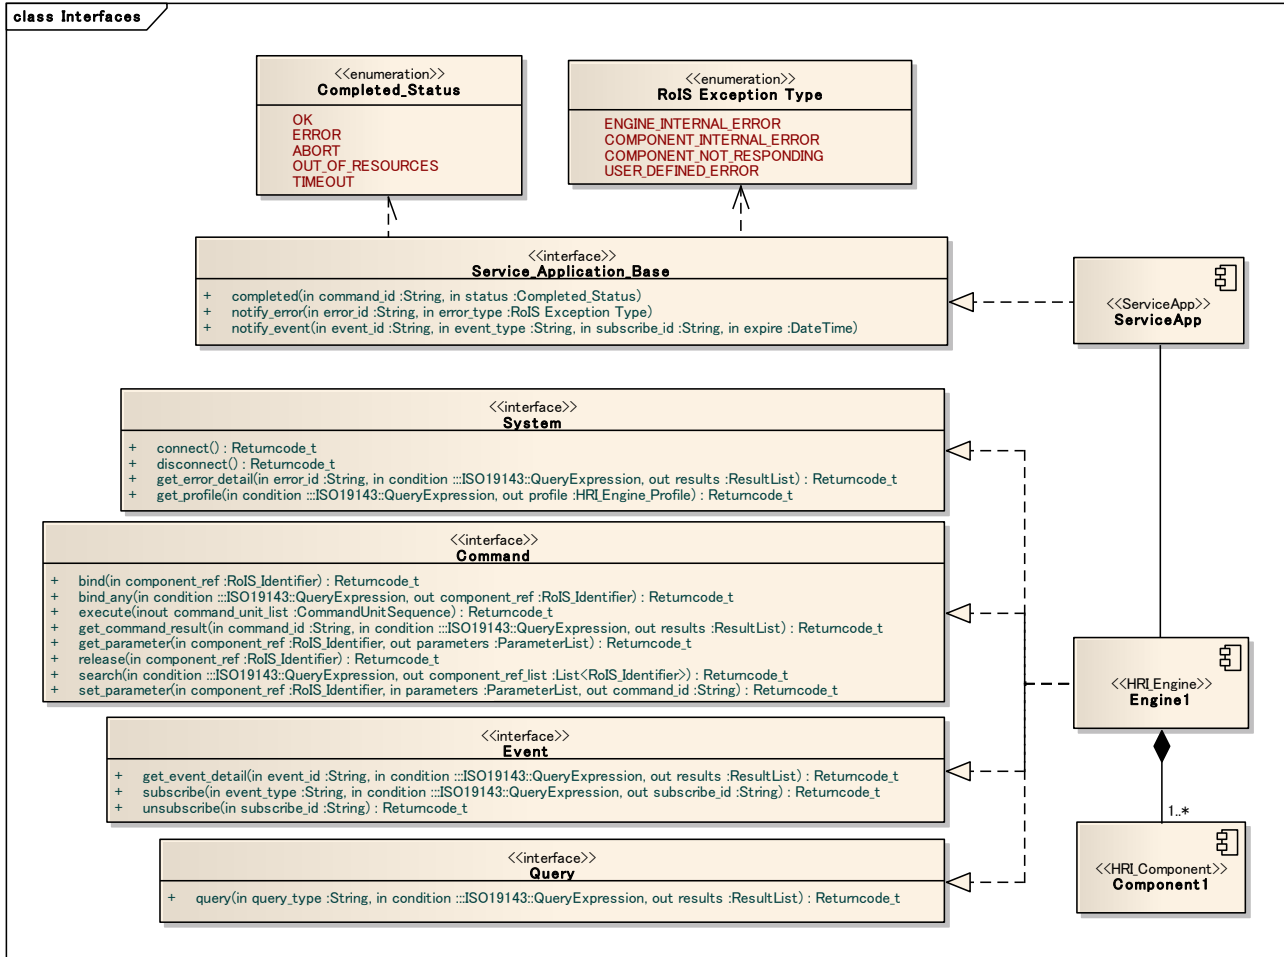 class Interfaces
<<enumeration>>
Completed_Status
OK
ERROR
ABORT
OUT_OF_RESOURCES
TIMEOUT
<<enumeration>>
RoIS Exception Type
ENGINE_INTERNAL_ERROR
COMPONENT_INTERNAL_ERROR
COMPONENT_NOT_RESPONDING
USER_DEFINED_ERROR
<<interface>>
Service_Application_Base
+ completed(in command_id :String, in status :Completed_Status)
+ notify_error(in error_id :String, in error_type :RoIS Exception Type)
+ notify_event(in event_id :String, in event_type :String, in subscribe_id :String, in expire :DateTime)
<<ServiceApp>>
ServiceApp
<<interface>>
System
+ connect() : Returncode_t
+ disconnect() : Returncode_t
+ get_error_detail(in error_id :String, in condition :::ISO19143::QueryExpression, out results :ResultList) : Returncode_t
+ get_profile(in condition :::ISO19143::QueryExpression, out profile :HRI_Engine_Profile) : Returncode_t
<<interface>>
Command
+ bind(in component_ref :RoIS_Identifier) : Returncode_t
+ bind_any(in condition :::ISO19143::QueryExpression, out component_ref :RoIS_Identifier) : Returncode_t
+ execute(inout command_unit_list :CommandUnitSequence) : Returncode_t
+ get_command_result(in command_id :String, in condition :::ISO19143::QueryExpression, out results :ResultList) : Returncode_t
+ get_parameter(in component_ref :RoIS_Identifier, out parameters :ParameterList) : Returncode_t
+ release(in component_ref :RoIS_Identifier) : Returncode_t
+ search(in condition :::ISO19143::QueryExpression, out component_ref_list :List<RoIS_Identifier>) : Returncode_t
+ set_parameter(in component_ref :RoIS_Identifier, in parameters :ParameterList, out command_id :String) : Returncode_t
<<HRI_Engine>>
Engine1
<<interface>>
Event
+ get_event_detail(in event_id :String, in condition :::ISO19143::QueryExpression, out results :ResultList) : Returncode_t
+ subscribe(in event_type :String, in condition :::ISO19143::QueryExpression, out subscribe_id :String) : Returncode_t
+ unsubscribe(in subscribe_id :String) : Returncode_t
1..*
<<HRI_Component>>
Component1
<<interface>>
Query
+ query(in query_type :String, in condition :::ISO19143::QueryExpression, out results :ResultList) : Returncode_t